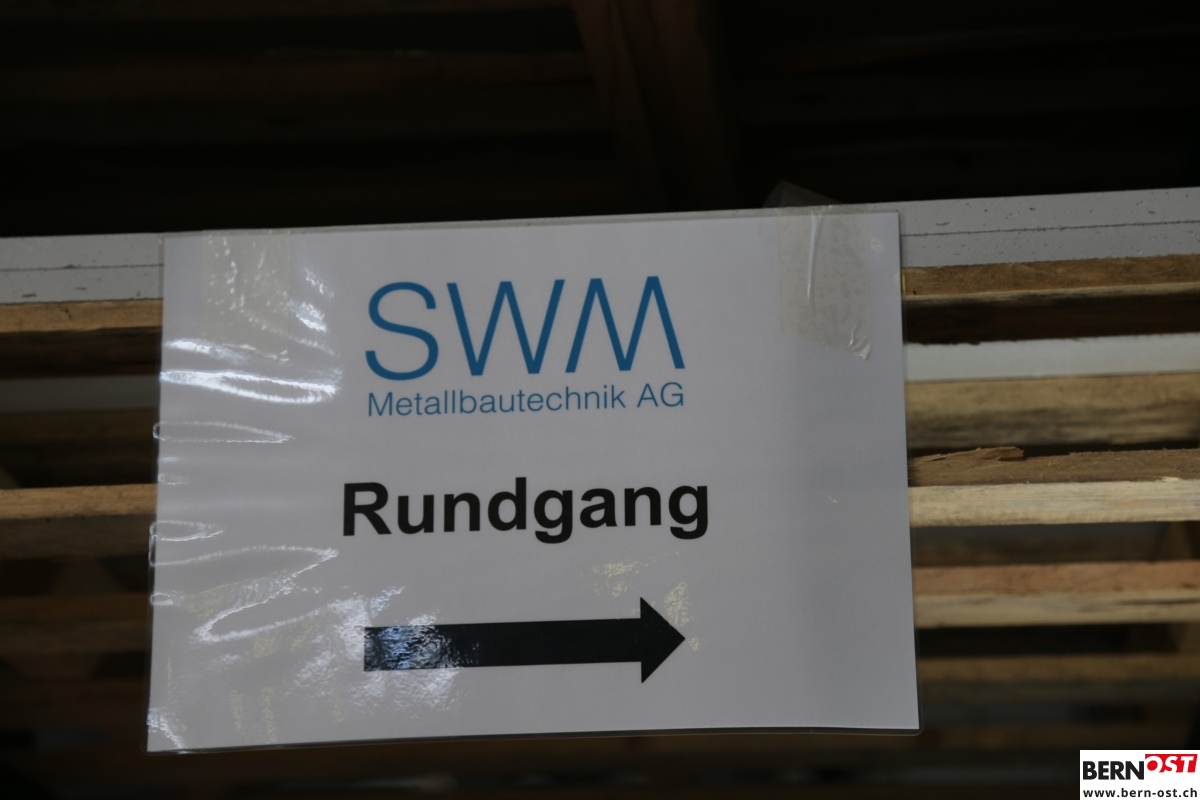 SWM
Metallbautechnik AG
Rundgang
BERNOST
www.bern-ost.ch